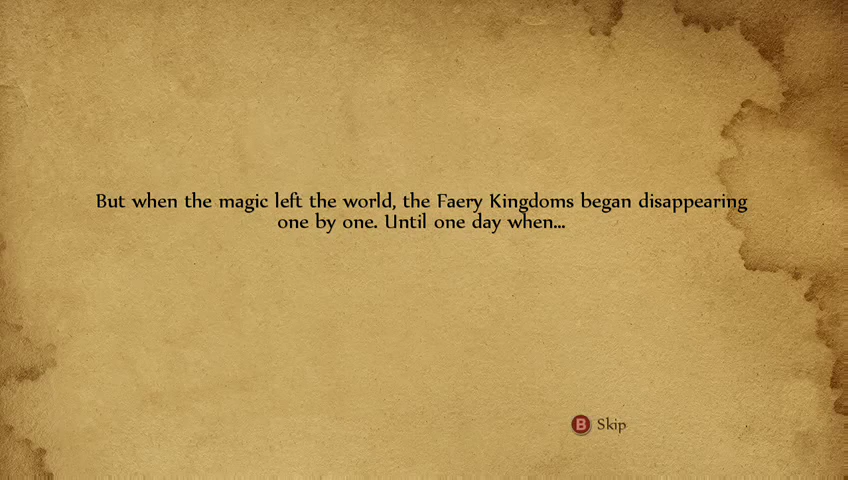 But when the magic left the world, the Faery Kingdoms began disappearing
one by one. Until one day when...
B Skip